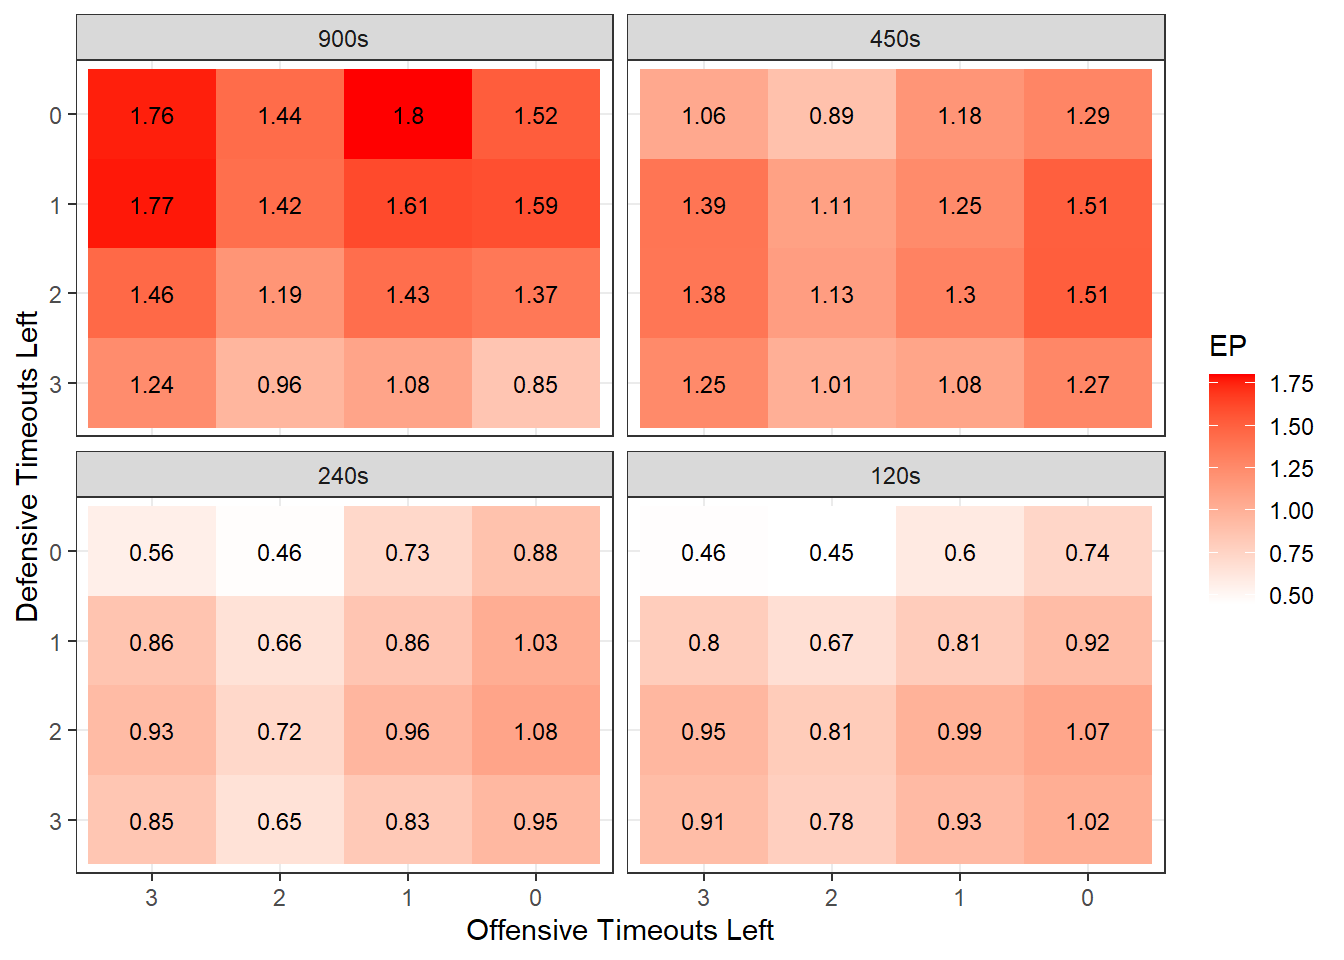 900s 450s
0 1.76 1.44 1.8 1.52 1.06 0.89 1.18 1.29
1 1.77 1.42 1.61 1.59 1.39 1.11 1.25 1.51
2 1.46 1.19 1.43 1.37 1.38 1.13 1.3 1.51
3 1.24 0.96 1.08 0.85 1.25 1.01 1.08 1.27
240s 120s
0 0.56 0.46 0.73 0.88 0.46 0.45 0.6 0.74
1 0.86 0.66 0.86 1.03 0.8 0.67 0.81 0.92
2 0.93 0.72 0.96 1.08 0.95 0.81 0.99 1.07
3 0.85 0.65 0.83 0.95 0.91 0.78 0.93 1.02
3 2 1 0 3 2 1 0
Offensive Timeouts Left
Defensive Timeouts Left
EP
1.75
1.50
1.25
1.00
0.75
0.50